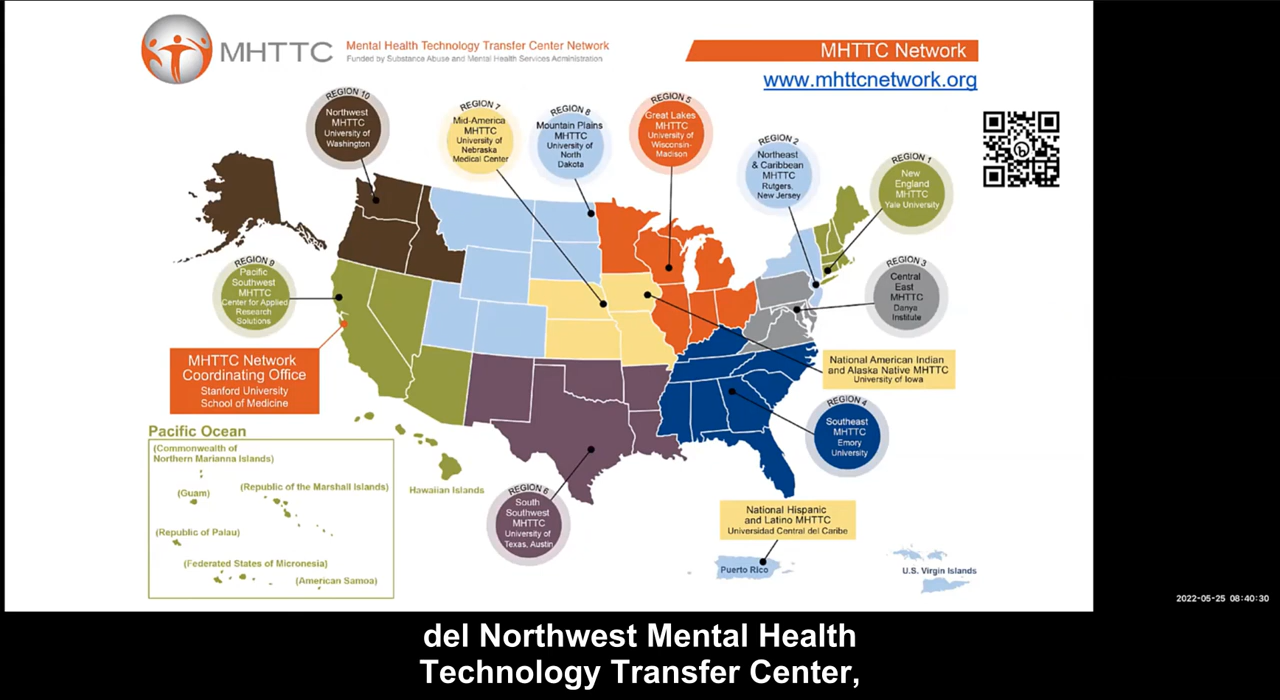 MHTTC
Mental Health Technology Transfer Center Network
Funded by Substance Abuse and Mental Health Services Administration
MHTTC Network
www.mhttcnetwork.org
REGION 10
Northwest
MHTTC
University of
Washington
REGION 7
Mid-America
MHTTC
University of
Nebraska
Medical Center
REGION 8
Mountain Plains
MHTTC
University of
North
Dakota
REGION 5
Great Lakes
MHTTC
University of
Wisconsin-
Madison
REGION 2
Northeast
& Caribbean
MHTTC
Rutgers,
New Jersey
REGION 1
New
England
MHTTC
Yale University
REGION 9
Pacific
Southwest
MHTTC
Center for Applied
Research
Solutions
REGION 3
Central
East
MHTTC
Danya
Institute
MHTTC Network
Coordinating Office
Stanford University
School of Medicine
National American Indian
and Alaska Native MHTTC
University of Iowa
REGION 4
Southeast
MHTTC
Emory
University
Pacific Ocean
(Commonwealth of
Northern Marianna Islands)
(Guam)
(Republic of the Marshall Islands)
(Republic of Palau)
(Federated States of Micronesia)
(American Samoa)
Hawaiian Islands
REGION 6
South
Southwest
MHTTC
University of
Texas, Austin
National Hispanic
and Latino MHTTC
Universidad Central del Caribe
Puerto Rico
U.S. Virgin Islands
2022-05-25 08:40:30
del Northwest Mental Health
Technology Transfer Center,